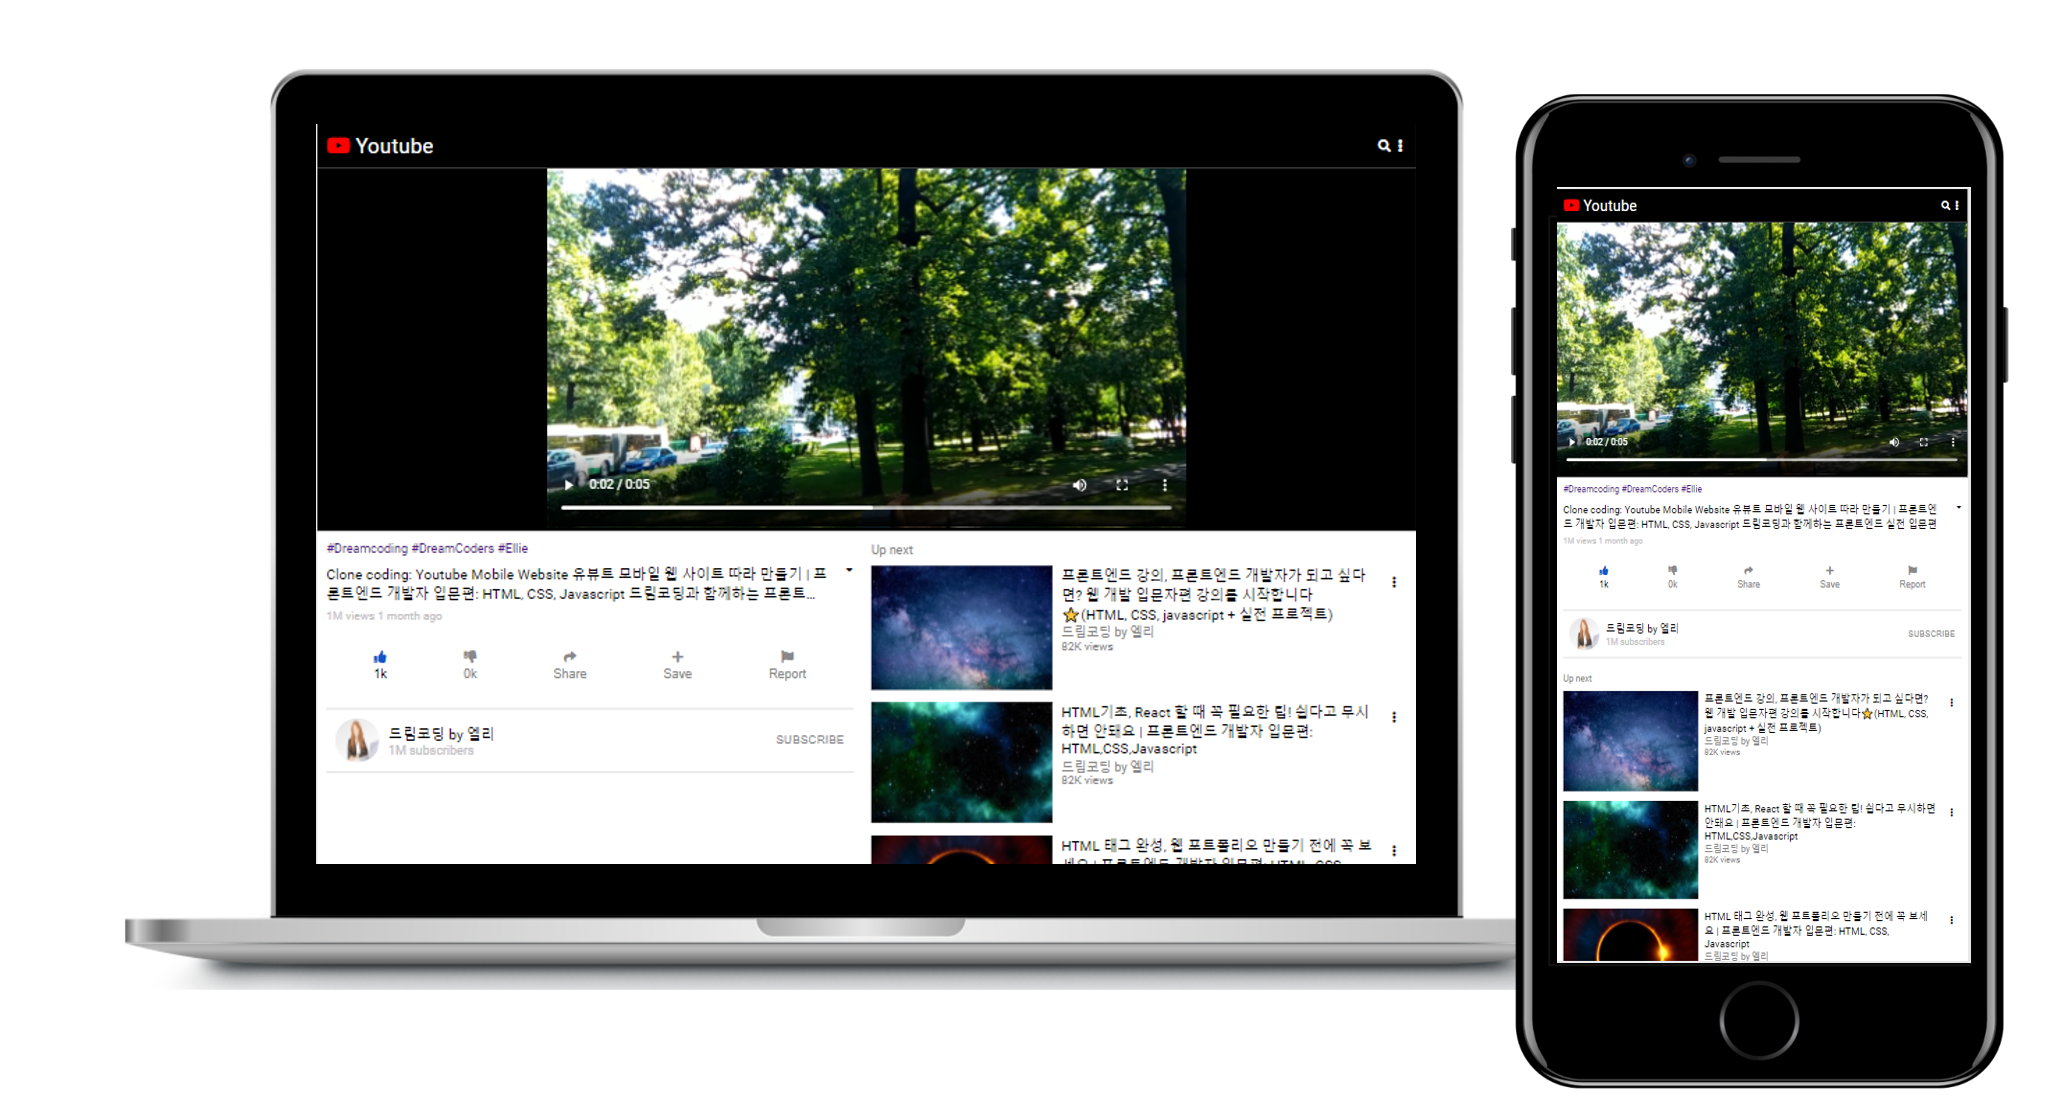 Youtube
0:02 / 0:05
#Dreamcoding #DreamCoders #Ellie
Clone coding: Youtube Mobile Website 유뷰트 모바일 웹 사이트 따라 만들기 | 프
론트엔드 개발자 입문편: HTML, CSS, Javascript 드림코딩과 함께하는 프론트...
1M views 1 month ago
1k
0k
Share
Save
Report
드림코딩 by 엘리
1M subscribers
SUBSCRIBE
Up next
프론트엔드 강의, 프론트엔드 개발자가 되고 싶다
면? 웹 개발 입문자편 강의를 시작합니다
⭐(HTML, CSS, javascript + 실전 프로젝트)
드림코딩 by 엘리
82K views
HTML기초, React 할 때 꼭 필요한 팁! 쉽다고 무시
하면 안돼요 | 프론트엔드 개발자 입문편:
HTML,CSS,Javascript
드림코딩 by 엘리
82K views
HTML 태그 완성, 웹 포트폴리오 만들기 전에 꼭 보
세요 | 프론트엔드 개발자 입문편: HTML, CSS,
Youtube
0:02 / 0:05
#Dreamcoding #DreamCoders #Ellie
Clone coding: Youtube Mobile Website 유뷰트 모바일 웹 사이트 따라 만들기 | 프론트엔
드 개발자 입문편: HTML, CSS, Javascript 드림코딩과 함께하는 프론트엔드 실전 입문편
1M views 1 month ago
1k
0k
Share
Save
Report
드림코딩 by 엘리
1M subscribers
SUBSCRIBE
Up next
프론트엔드 강의, 프론트엔드 개발자가 되고 싶다면?
웹 개발 입문자편 강의를 시작합니다⭐(HTML, CSS,
javascript + 실전 프로젝트)
드림코딩 by 엘리
82K views
HTML기초, React 할 때 꼭 필요한 팁! 쉽다고 무시하면
안돼요 | 프론트엔드 개발자 입문편:
HTML,CSS,Javascript
드림코딩 by 엘리
82K views
HTML 태그 완성, 웹 포트폴리오 만들기 전에 꼭 보세
요 | 프론트엔드 개발자 입문편: HTML, CSS,
Javascript
드림코딩 by 엘리